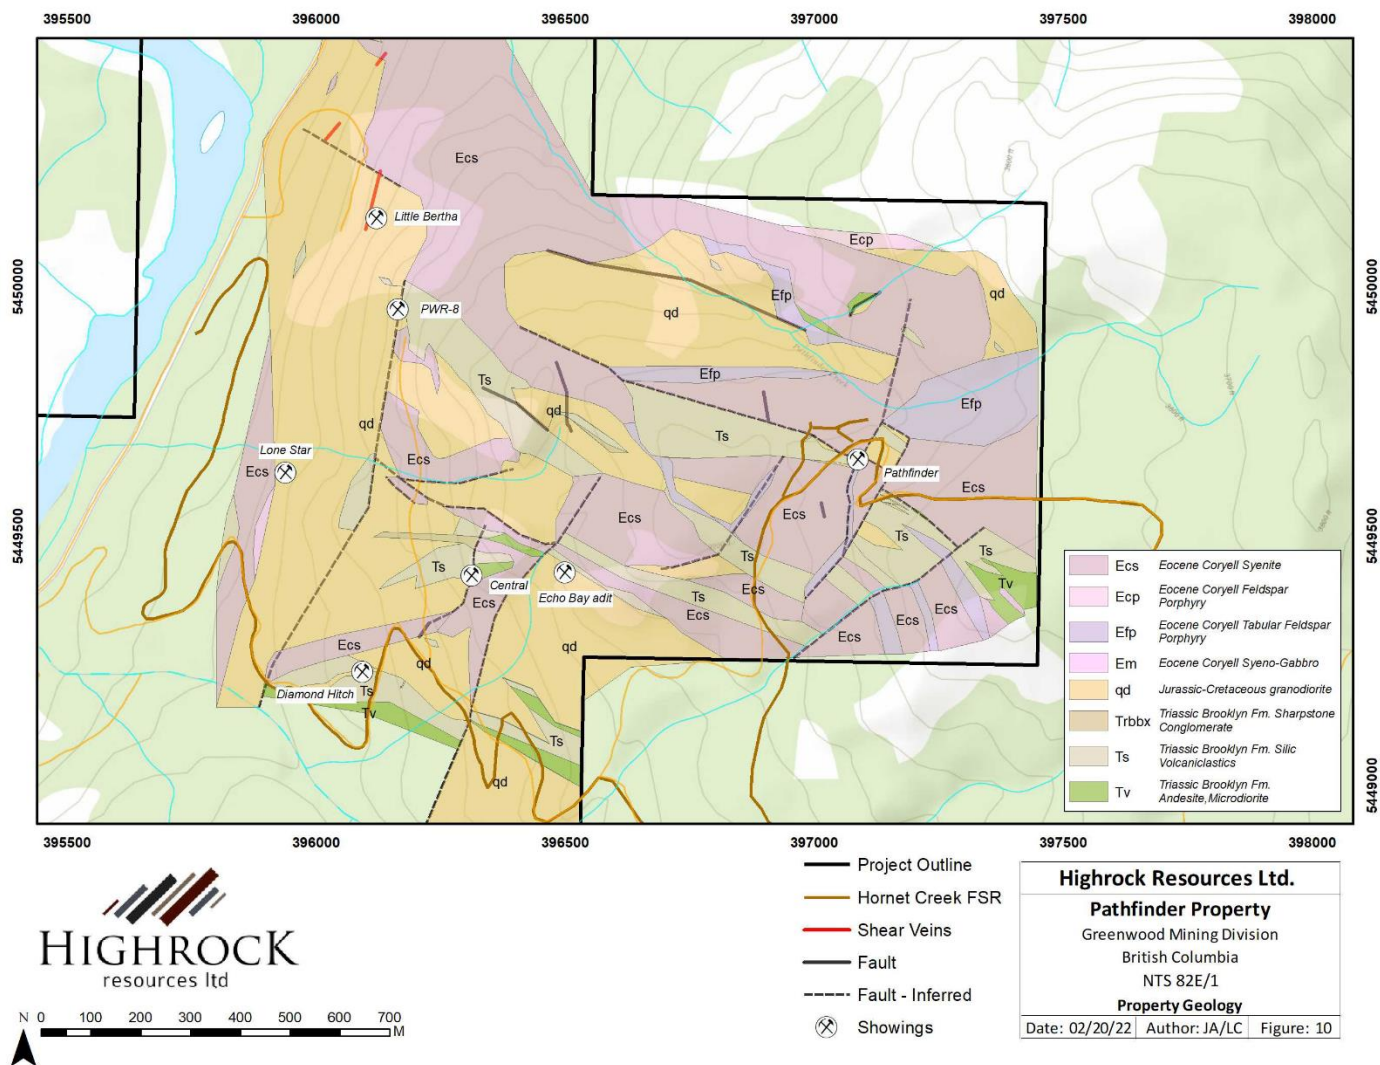 395500 396000 396500 397000 397500 398000
5450000
5449500
5449000
5450000
5449500
5449000
3600 ft
Ecs
Little Bertha
Ecp
PWR-8
Efp
qd
qd
Efp
Ts
qd
Efp
qd
Ts
Lone Star
Ecs
Ecs
Pathfinder
Ecs
Ecs
Ecs
Ts
Ts
Ts
Ts
Central
Echo Bay adit
Ecs
Ts
Ecs
Ecs
Tv
Ecs
Ecs
Ecs
Ecs
qd
qd
Diamond Hitch
Ts
Tv
Ts
qd
Ecs Eocene Coryell Syenite
Ecp Eocene Coryell Feldspar
Porphyry
Efp Eocene Coryell Tabular Feldspar
Porphyry
Em Eocene Coryell Syeno-Gabbro
qd Jurassic-Cretaceous granodiorite
Trbbx Triassic Brooklyn Fm. Sharpstone
Conglomerate
Ts Triassic Brooklyn Fm. Silic
Volcaniclastics
Tv Triassic Brooklyn Fm.
Andesite,Microdiorite
395500 396000 396500 397000 397500 398000
HIGHROCK
resources ltd
N 0 100 200 300 400 500 600 700
M
Project Outline
Hornet Creek FSR
Shear Veins
Fault
Fault - Inferred
Showings
Highrock Resources Ltd.
Pathfinder Property
Greenwood Mining Division
British Columbia
NTS 82E/1
Property Geology
Date: 02/20/22 Author: JA/LC Figure: 10